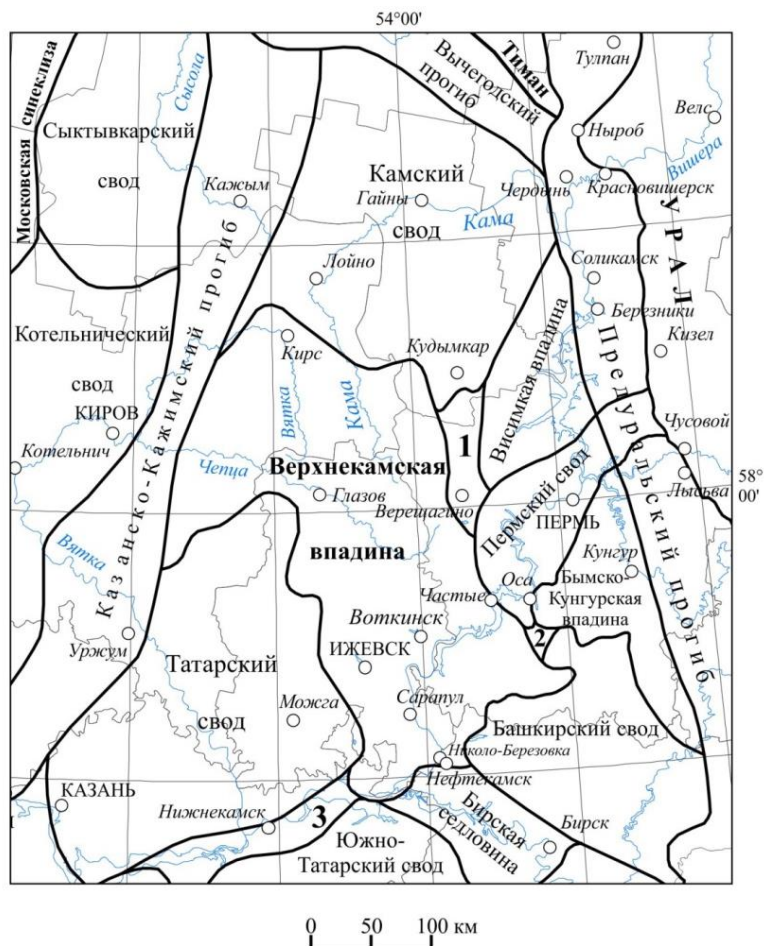 54°00'
Тулпан
Тиман
Вычегодский
прогиб
Московская синеклиза
Сысола
Велс
Сыктывкарский
свод
Ныроб
Вишера
Кажым
Камский
свод
Гайны
Чердынь
Красновишерск
Кама
УРАЛ
Лойно
Соликамск
Березники
Котельнический
свод
Казанско-Кажимский прогиб
Кирс
Кудымкар
Висимкая впадина
Кизел
Предуральский прогиб
КИРОВ
Вятка
Кама
1
Чусовой
Котельнич
Чепца
Верхнекамская
впадина
Лысьва
58°
00'
Глазов
Верещагино
Пермский свод
ПЕРМЬ
Вятка
Кунгур
Оса
Бымско-
Кунгурская
впадина
Частые
Воткинск
2
Уржум
ИЖЕВСК
Татарский
свод
Можга
Сарапул
Башкирский свод
Николо-Березовка
Нефтекамск
КАЗАНЬ
Нижнекамск
3
Бирская
седловина
Бирск
Южно-
Татарский свод
0 50 100 км